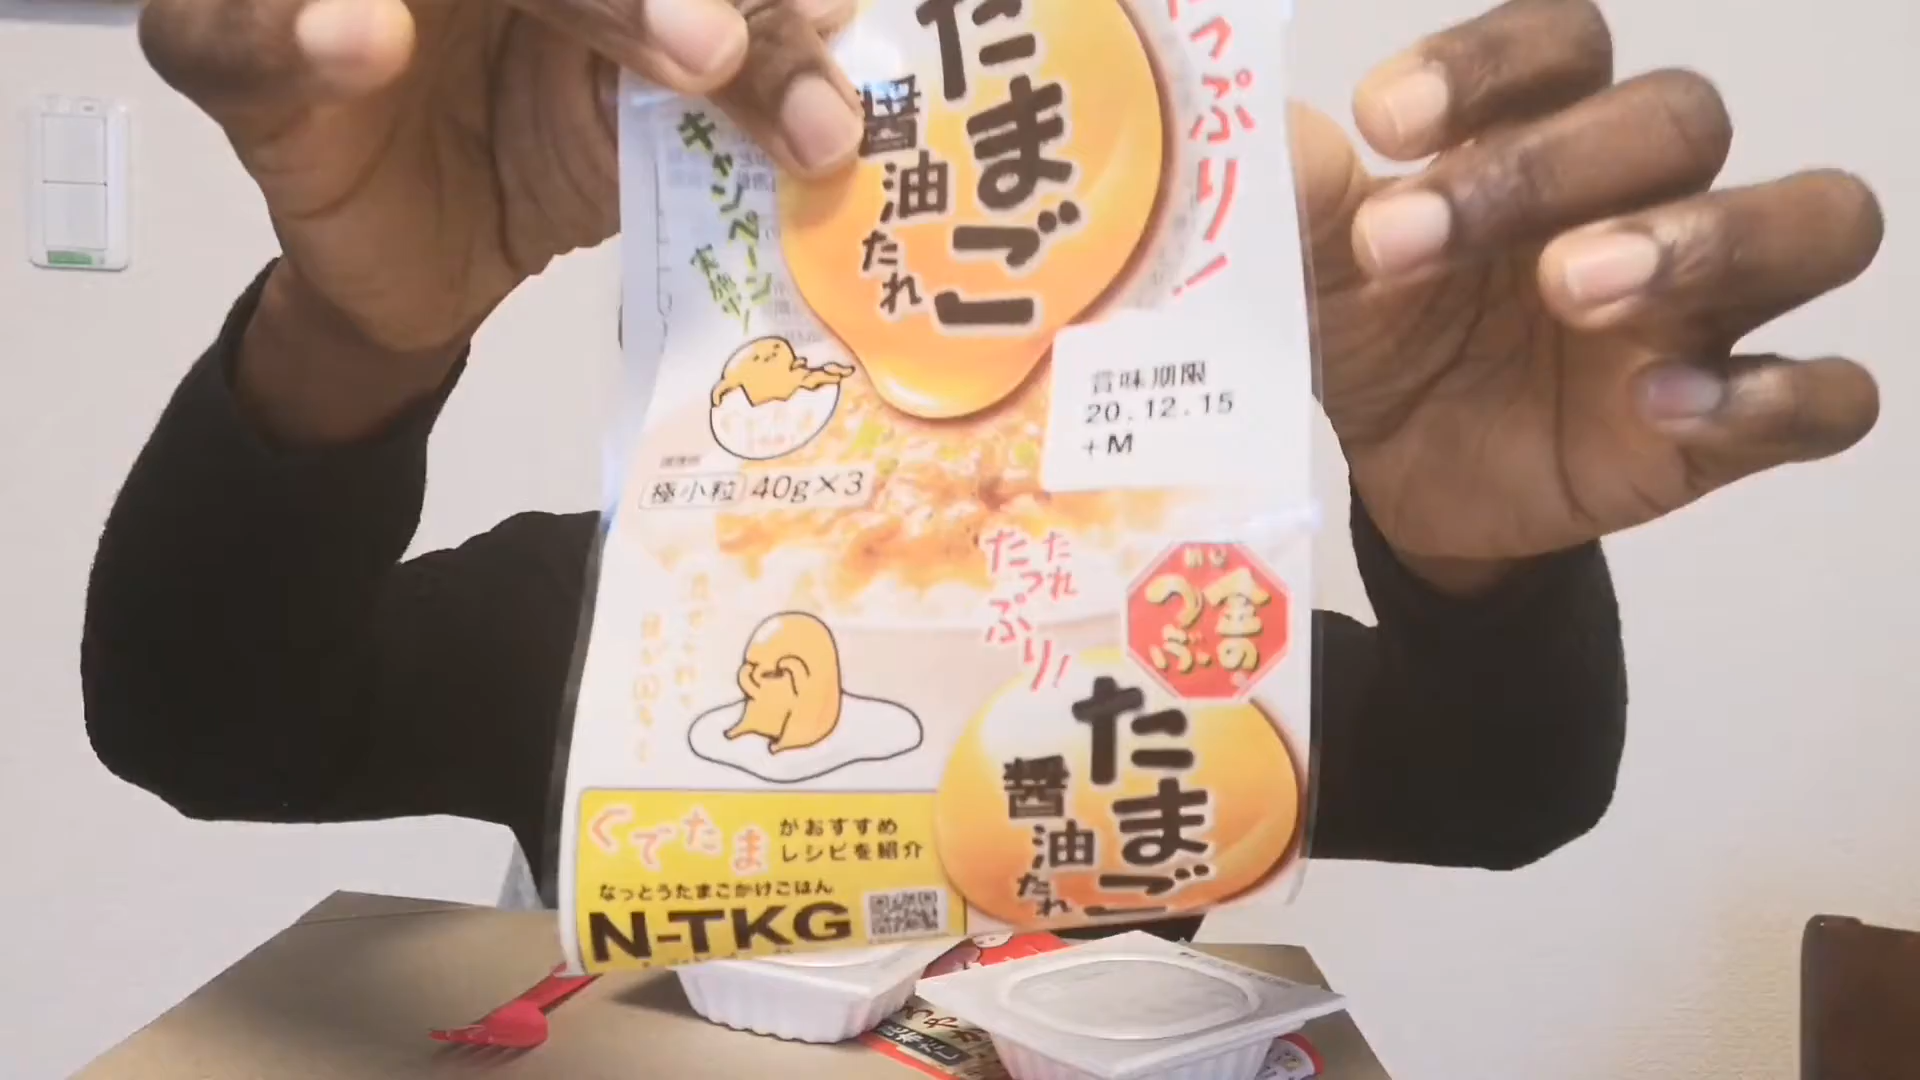 たっぷり!
たまご
醤油
たれ
キャンペーン
実施中!
賞味期限
20.12.15
+M
極小粒 40g×3
たれ
たっぷり!
金の
つぶ
たまご
醤油
たれ
ぐでたま
がおすすめ
レシピを紹介
なっとうたまごかけごはん
N-TKG